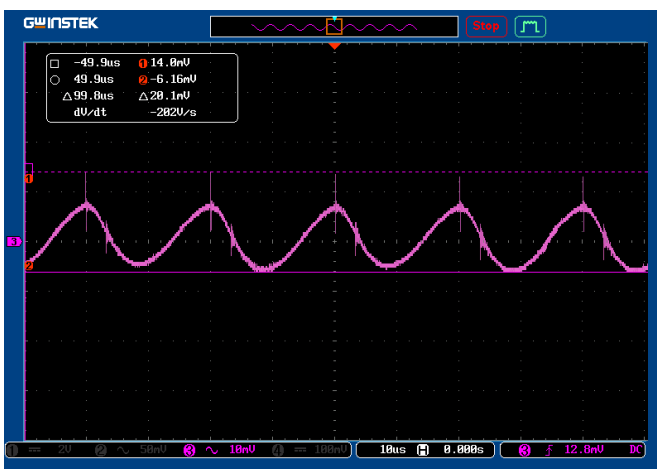 GWINSTEK Stop
-49.9us 1 14.0mV
49.9us 2 -6.16mV
△99.8us △20.1mV
dV/dt -202V/s
1
3
2
1 2V 2 50mV 3 10mV 4 100mV 10us H 0.000s 3 12.8mV DC